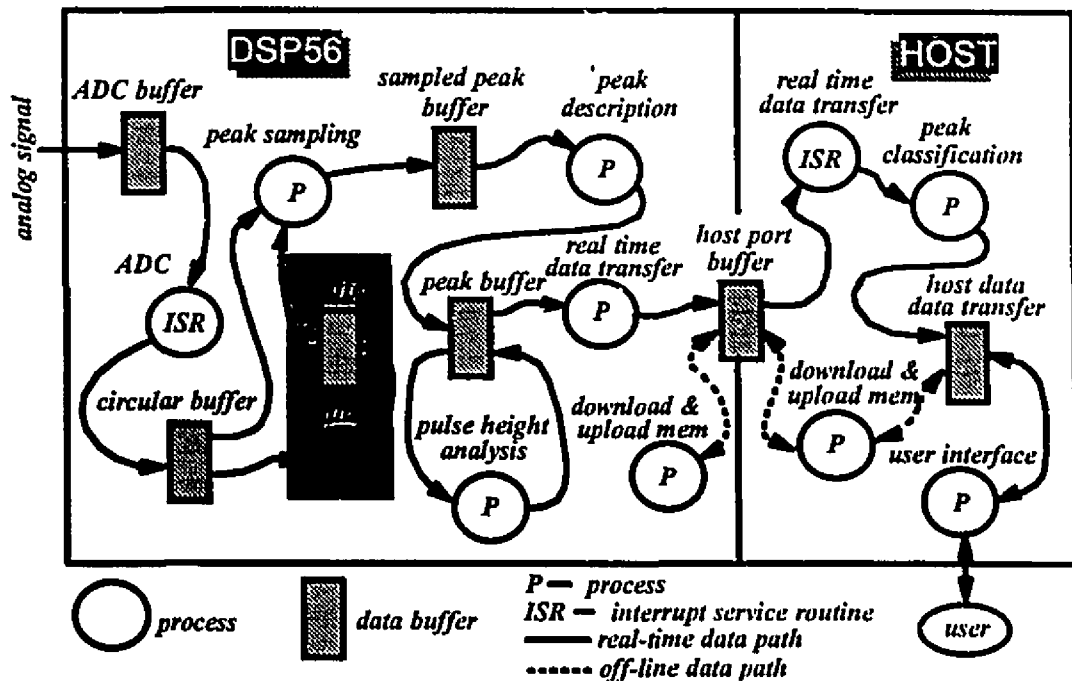 DSP56
HOST
analog signal
ADC buffer
peak sampling
P
sampled peak
buffer
peak
description
P
ADC
ISR
circular buffer
peak buffer
real time
data transfer
P
pulse height
analysis
P
download &
upload mem
P
host port
buffer
real time
data transfer
ISR
peak
classification
P
host data
data transfer
download &
upload mem
P
user interface
P
user
process
data buffer
P — process
ISR — interrupt service routine
real-time data path
off-line data path